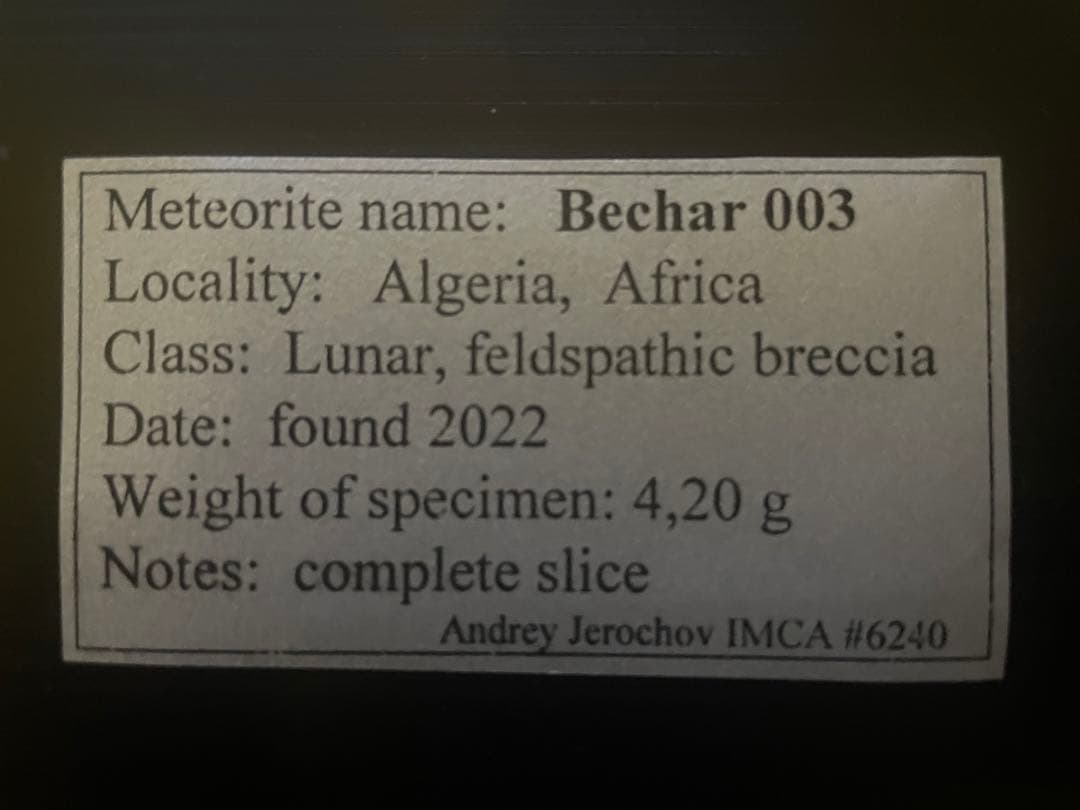 Meteorite name: Bechar 003
Locality: Algeria, Africa
Class: Lunar, feldspathic breccia
Date: found 2022
Weight of specimen: 4,20 g
Notes: complete slice
Andrey Jerochov IMCA #6240